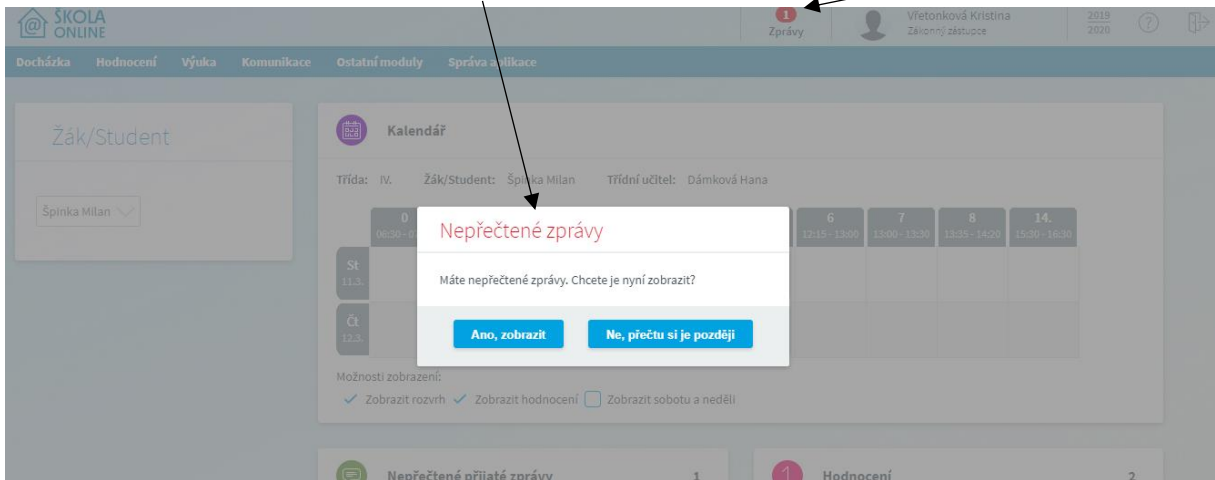 ŠKOLA
ONLINE
1
Zprávy
Vřetonková Kristina
Zákonný zástupce
2019
2020
?
Docházka Hodnocení Výuka Komunikace Ostatní moduly Správa aplikace
Žák/Student
Špinka Milan
Kalendář
Třída: IV. Žák/Student: Špinka Milan Třídní učitel: Dámková Hana
0 6 7 8 14.
12:15 - 13:00 13:00 - 13:30 13:35 - 14:20 15:30 - 16:30
St
11.3.
Čt
12.3.
Nepřečtené zprávy
Máte nepřečtené zprávy. Chcete je nyní zobrazit?
Ano, zobrazit Ne, přečtu si je později
Možnosti zobrazení:
Zobrazit rozvrh Zobrazit hodnocení Zobrazit sobotu a neděli
Nepřečtené přijaté zprávy 1
1 Hodnocení 2